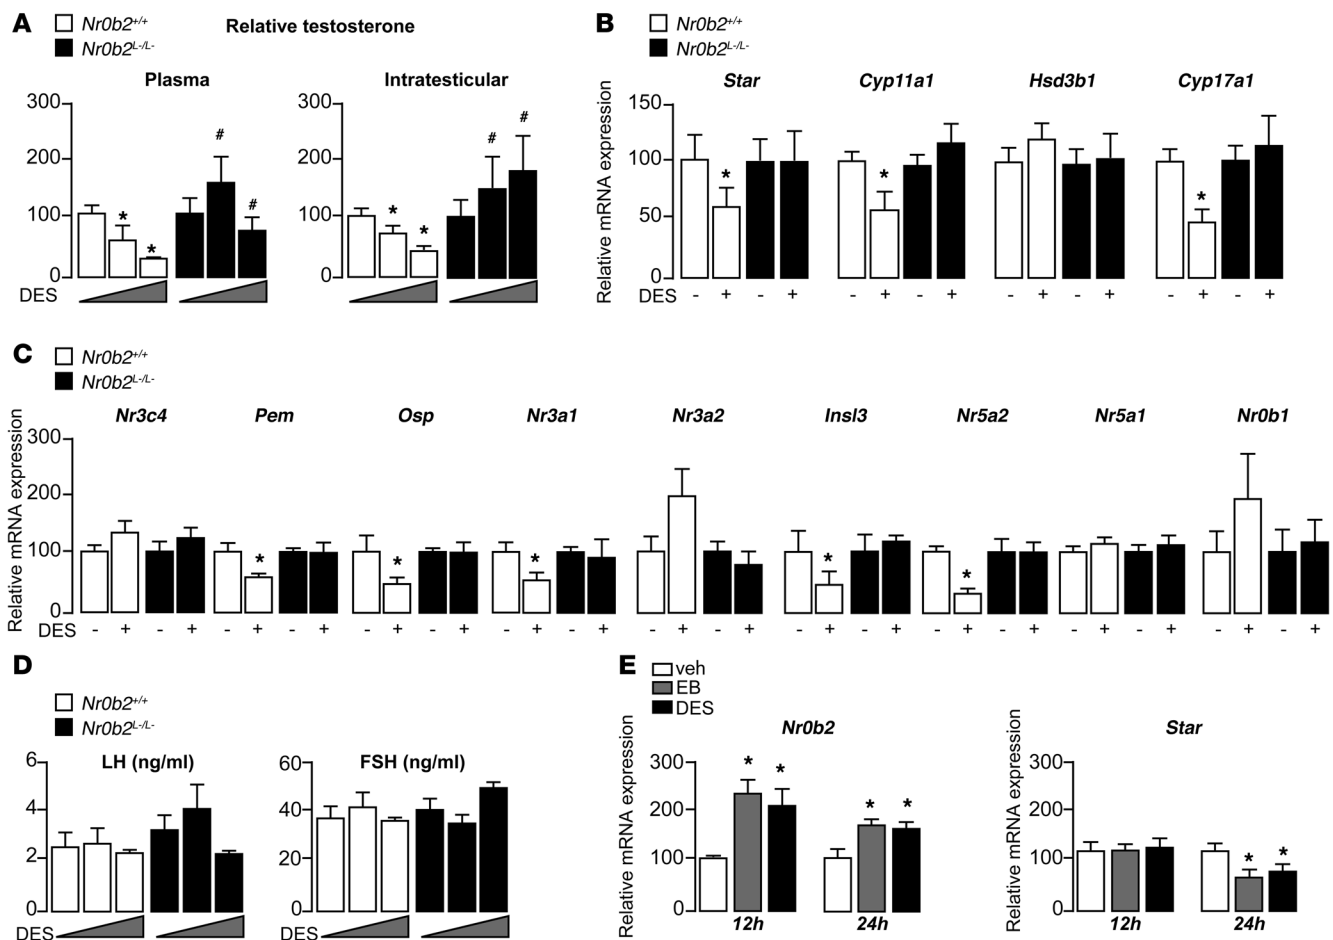 A
Nr0b2+/+
Nr0b2L-/L-
Relative testosterone
Plasma
Intratesticular
300
200
100
0
* * # #
DES
300
200
100
0
* * # #
B
Nr0b2+/+
Nr0b2L-/L-
Star Cyp11a1 Hsd3b1 Cyp17a1
Relative mRNA expression
150
100
50
0
* * *
DES - + - + - + - + - + - + - + - +
C
Nr0b2+/+
Nr0b2L-/L-
Nr3c4 Pem Osp Nr3a1 Nr3a2 Insl3 Nr5a2 Nr5a1 Nr0b1
Relative mRNA expression
300
200
100
0
* * * * *
DES - + - + - + - + - + - + - + - + - + - + - + - + - + - + - + - + - + - +
D
Nr0b2+/+
Nr0b2L-/L-
LH (ng/ml)
6
4
2
0
DES
FSH (ng/ml)
60
40
20
0
DES
E
veh
EB
DES
Nr0b2
Relative mRNA expression
300
200
100
0
* * * *
12h 24h
Star
Relative mRNA expression
300
200
100
0
* *
12h 24h